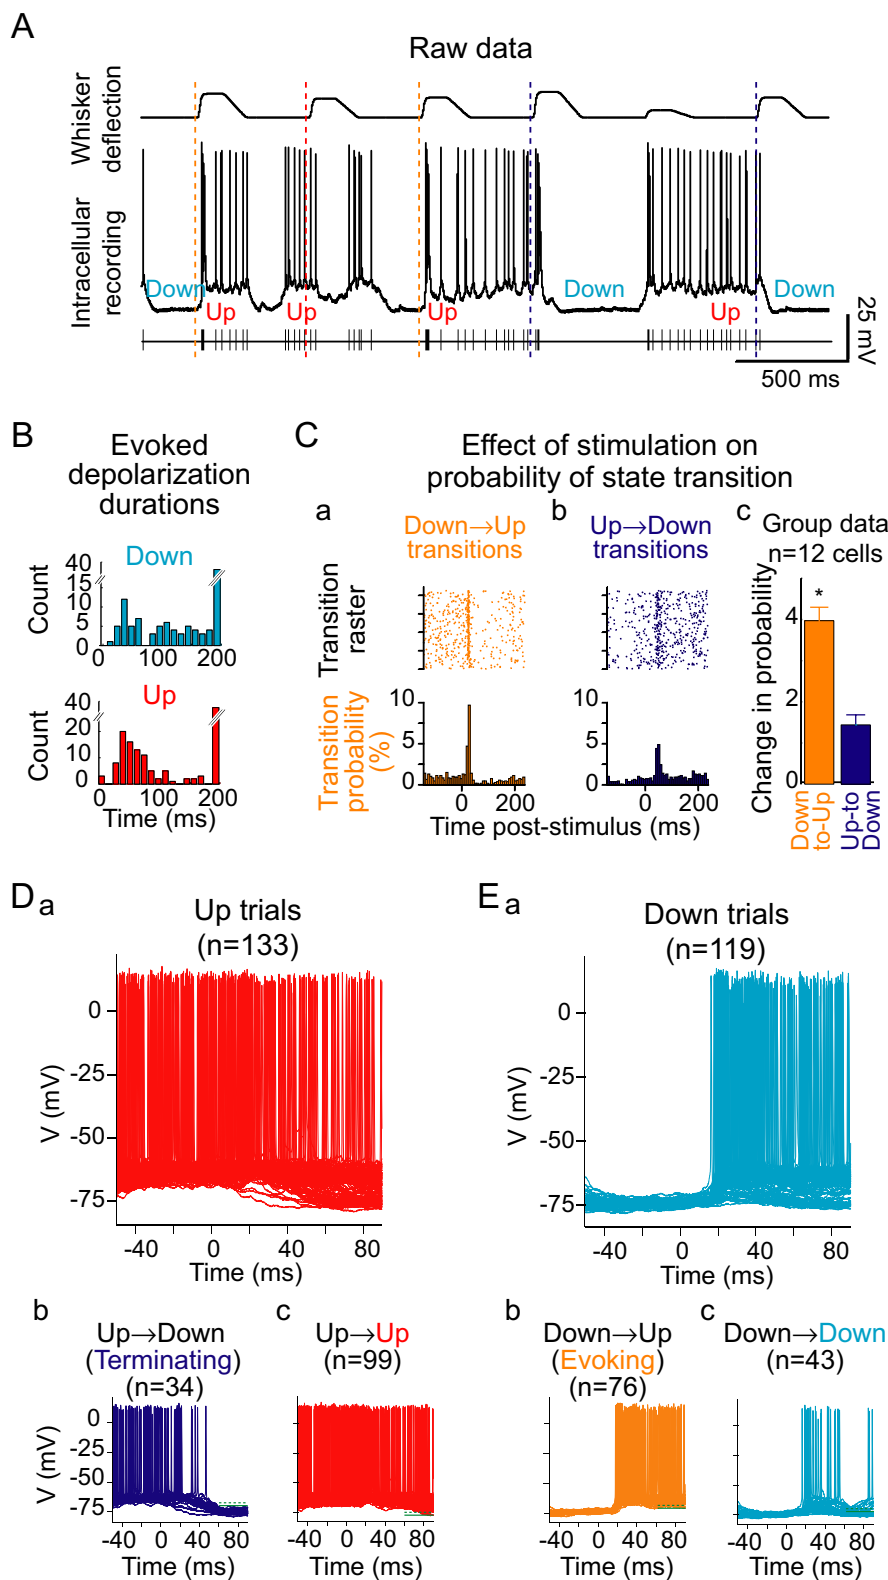 A
Raw data
Whisker
deflection
Intracellular
recording
Down
Up
Up
Up
Down
Up
Down
25 mV
500 ms
B
Evoked
depolarization
durations
Down
Count
40
15
10
5
0
0
100
200
Up
Count
40
20
10
0
0
100
200
Time (ms)
C
Effect of stimulation on
probability of state transition
a
Down→Up
transitions
b
Up→Down
transitions
c
Group data
n=12 cells
Transition
raster
Transition
probability
(%)
10
5
0
0
200
10
5
0
0
200
Time post-stimulus (ms)
Change in probability
4
2
0
*
Down
to-Up
Up-to
Down
D
a
Up trials
(n=133)
V (mV)
0
-25
-50
-75
-40
0
40
80
Time (ms)
b
Up→Down
(Terminating)
(n=34)
V (mV)
0
-25
-50
-75
-40
0
40
80
Time (ms)
c
Up→Up
(n=99)
-40
0
40
80
Time (ms)
E
a
Down trials
(n=119)
V (mV)
0
-25
-50
-75
-40
0
40
80
Time (ms)
b
Down→Up
(Evoking)
(n=76)
-40
0
40
80
Time (ms)
c
Down→Down
(n=43)
-40
0
40
80
Time (ms)